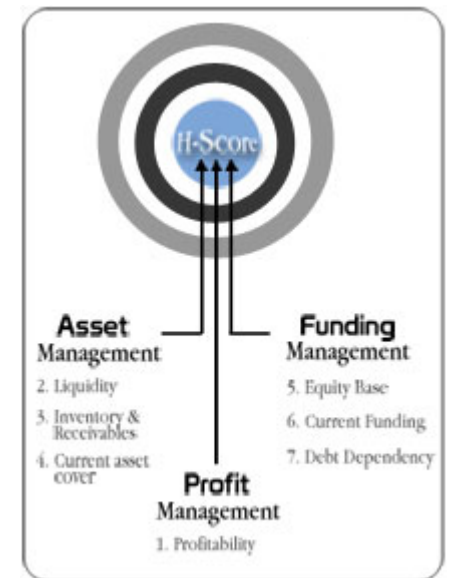 H-Score
Asset
Management
2. Liquidity
3. Inventory &
Receivables
4. Current asset
cover
Funding
Management
5. Equity Base
6. Current Funding
7. Debt Dependency
Profit
Management
1. Profitability